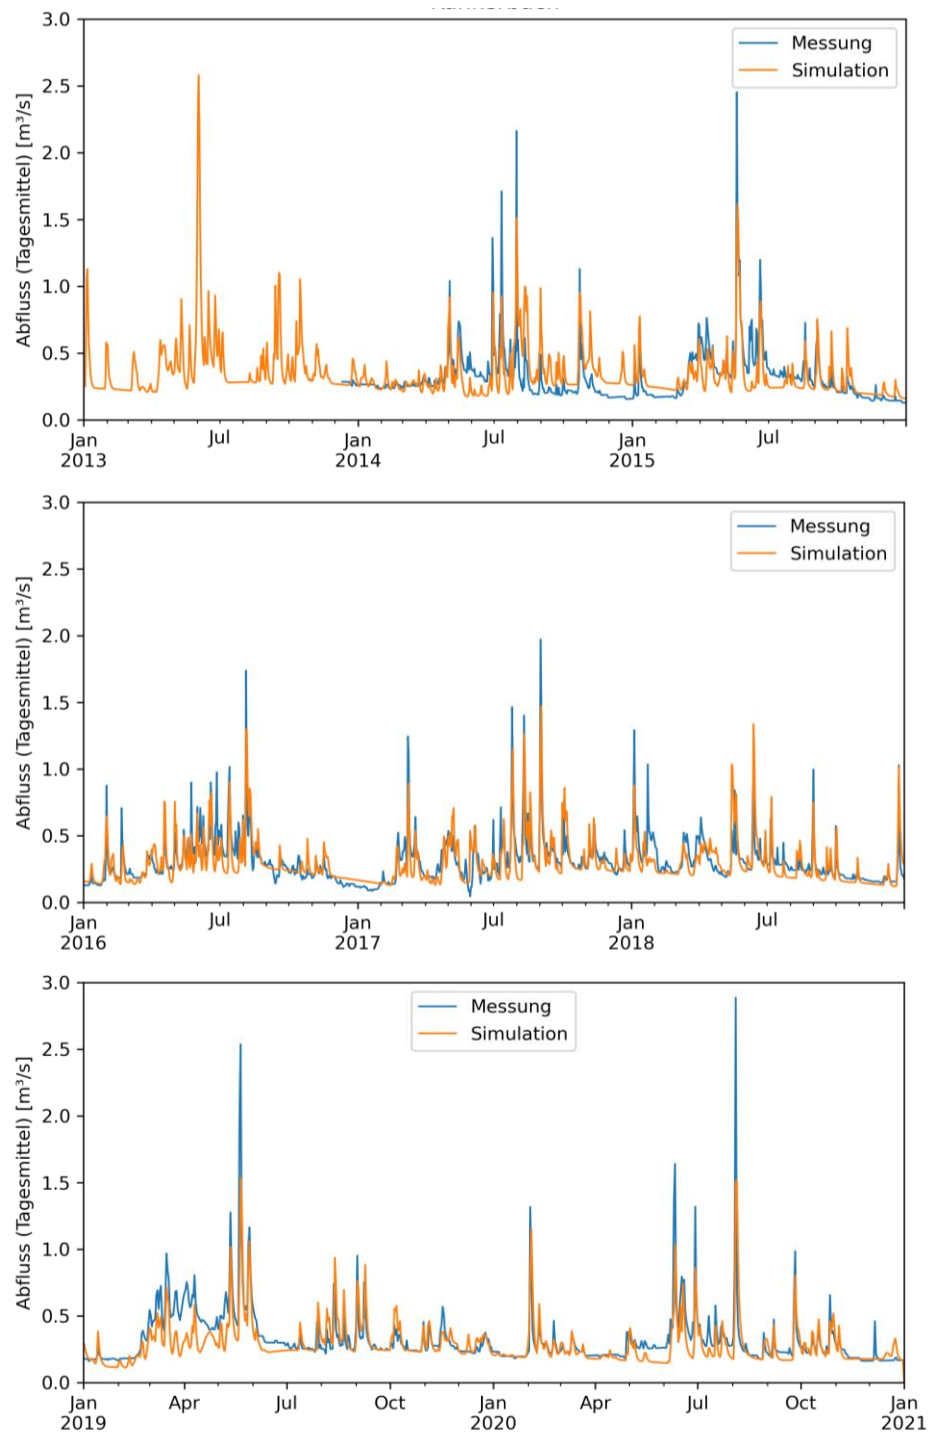 3.0
Messung
Simulation
2.5
2.0
1.5
1.0
0.5
0.0
Abfluss (Tagesmittel) [m³/s]
Jan Jul Jan Jul Jan Jul
2013 2014 2015
3.0
Messung
Simulation
2.5
2.0
1.5
1.0
0.5
0.0
Abfluss (Tagesmittel) [m³/s]
Jan Jul Jan Jul Jan Jul
2016 2017 2018
3.0
Messung
Simulation
2.5
2.0
1.5
1.0
0.5
0.0
Abfluss (Tagesmittel) [m³/s]
Jan Apr Jul Oct Jan Apr Jul Oct Jan
2019 2020 2021